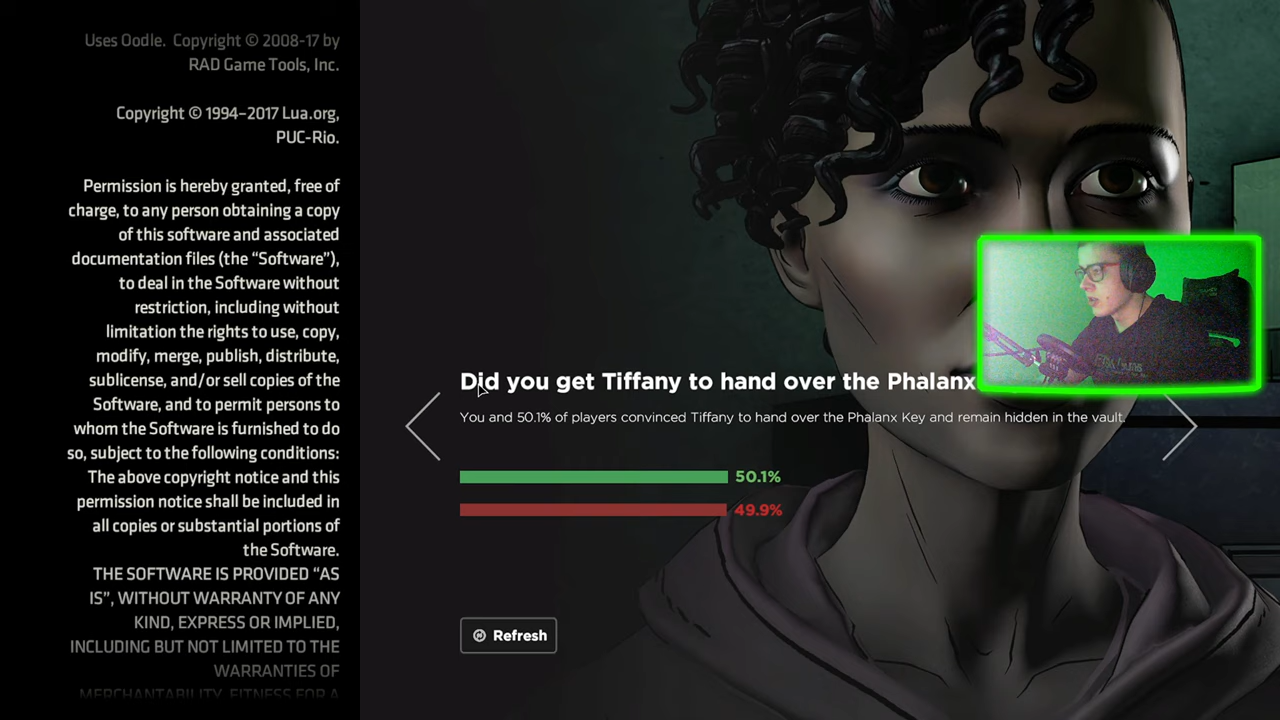 Uses Oodle. Copyright © 2008-17 by
RAD Game Tools, Inc.
Copyright © 1994–2017 Lua.org,
PUC-Rio.
Permission is hereby granted, free of
charge, to any person obtaining a copy
of this software and associated
documentation files (the “Software”),
to deal in the Software without
restriction, including without
limitation the rights to use, copy,
modify, merge, publish, distribute,
sublicense, and/or sell copies of the
Software, and to permit persons to
whom the Software is furnished to do
so, subject to the following conditions:
The above copyright notice and this
permission notice shall be included in
all copies or substantial portions of
the Software.
THE SOFTWARE IS PROVIDED “AS
IS”, WITHOUT WARRANTY OF ANY
KIND, EXPRESS OR IMPLIED,
INCLUDING BUT NOT LIMITED TO THE
WARRANTIES OF
MERCHANTABILITY, FITNESS FOR A
Did you get Tiffany to hand over the Phalanx
You and 50.1% of players convinced Tiffany to hand over the Phalanx Key and remain hidden in the vault.
50.1%
49.9%
Refresh